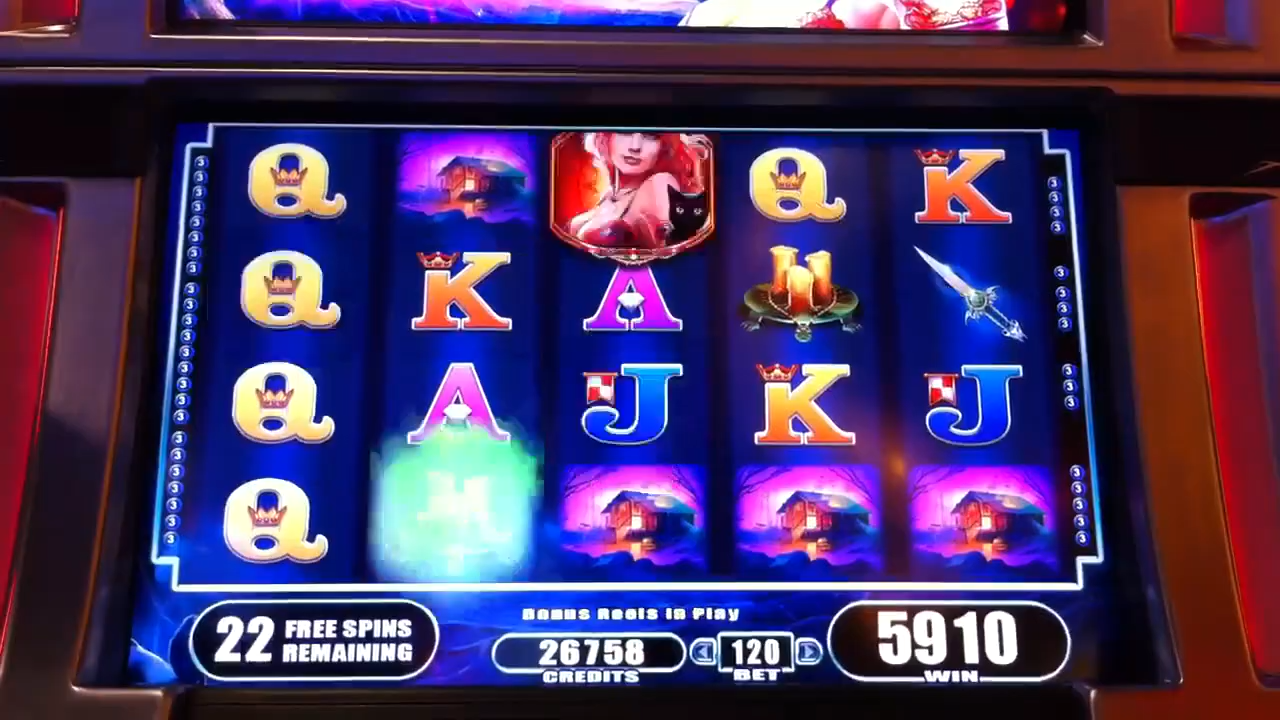 Q Q K
K A
Q A J K J
Q
22 FREE SPINS REMAINING
Bonus Reels in Play
26758
CREDITS
120
BET
5910
WIN